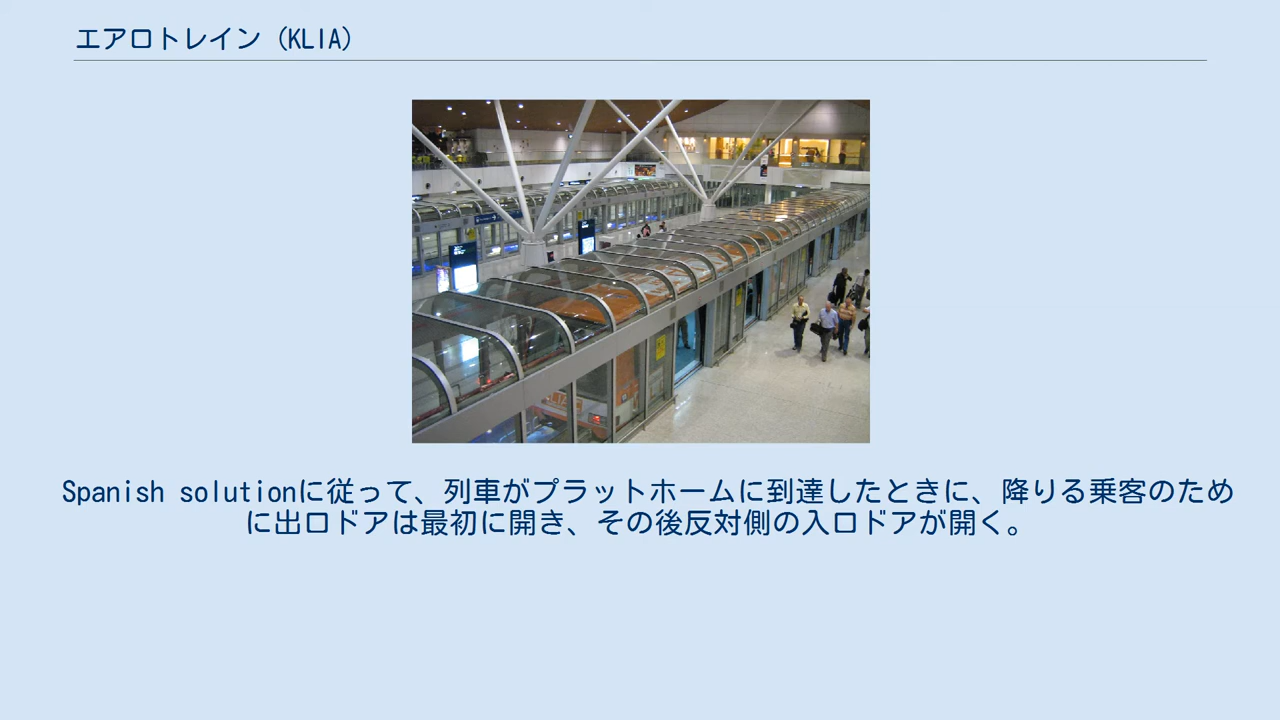 エアロトレイン（KLIA）
Spanish solutionに従って、列車がプラットホームに到達したときに、降りる乗客のため
に出口ドアは最初に開き、その後反対側の入口ドアが開く。